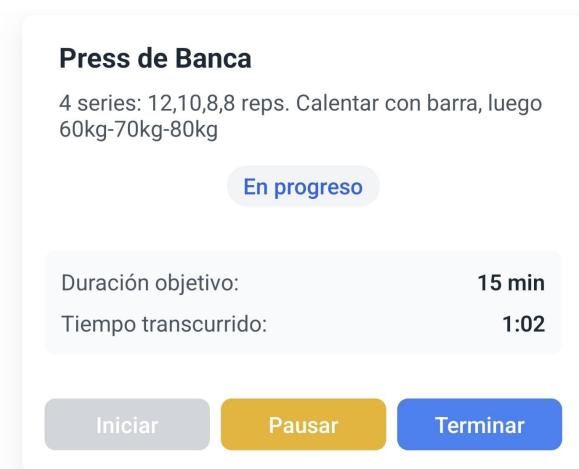 Press de Banca
4 series: 12,10,8,8 reps. Calentar con barra, luego
60kg-70kg-80kg
En progreso
Duración objetivo: 15 min
Tiempo transcurrido: 1:02
Iniciar Pausar Terminar